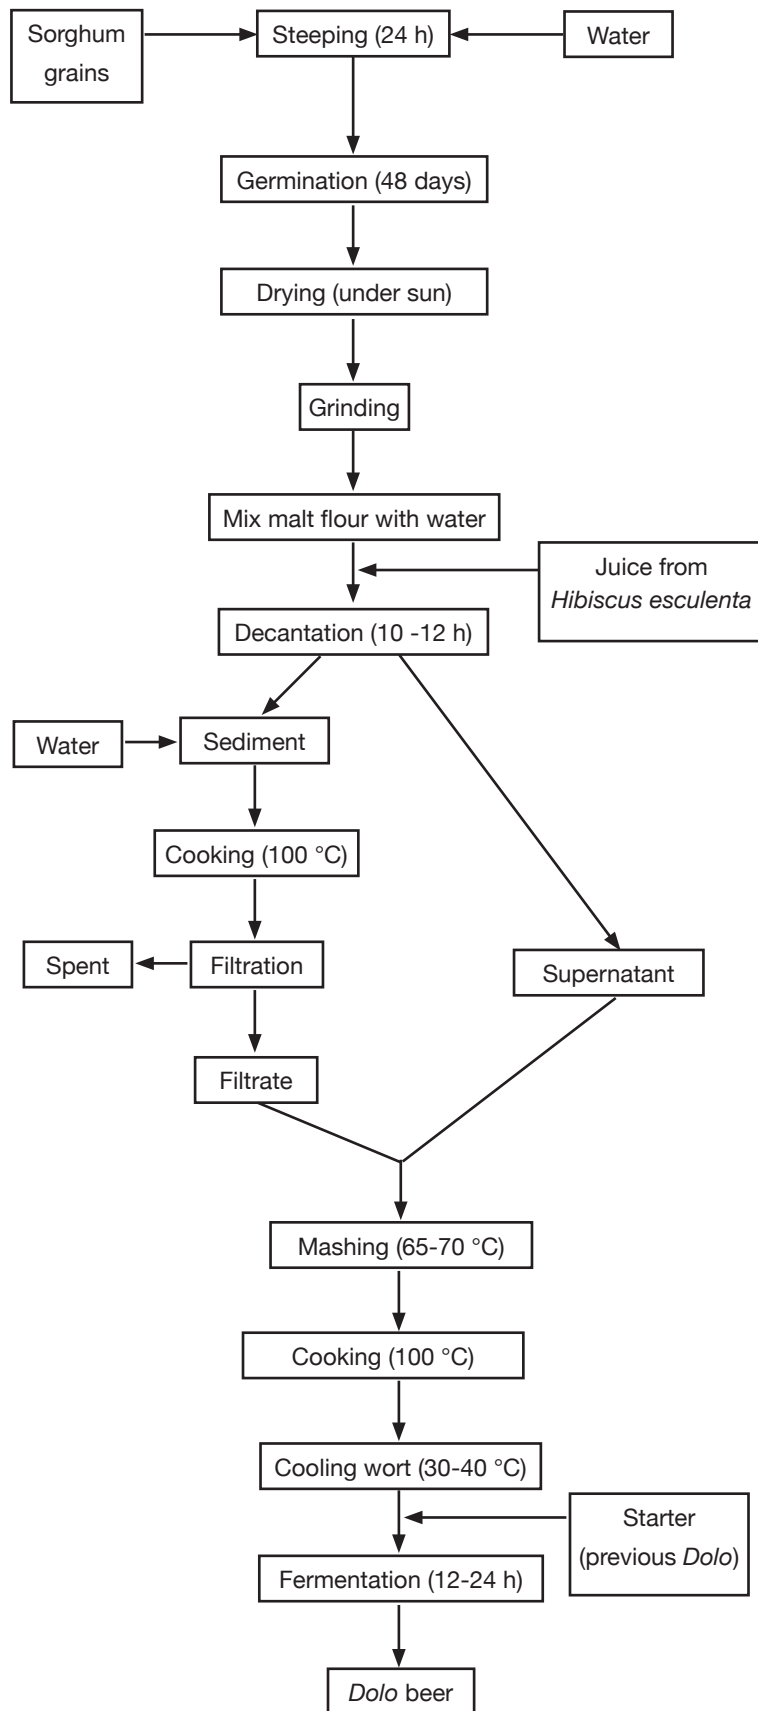 Sorghum
grains
Steeping (24 h)
Water
Germination (48 days)
Drying (under sun)
Grinding
Mix malt flour with water
Juice from
Hibiscus esculenta
Decantation (10 -12 h)
Water
Sediment
Cooking (100 °C)
Spent
Filtration
Supernatant
Filtrate
Mashing (65-70 °C)
Cooking (100 °C)
Cooling wort (30-40 °C)
Starter
(previous Dolo)
Fermentation (12-24 h)
Dolo beer